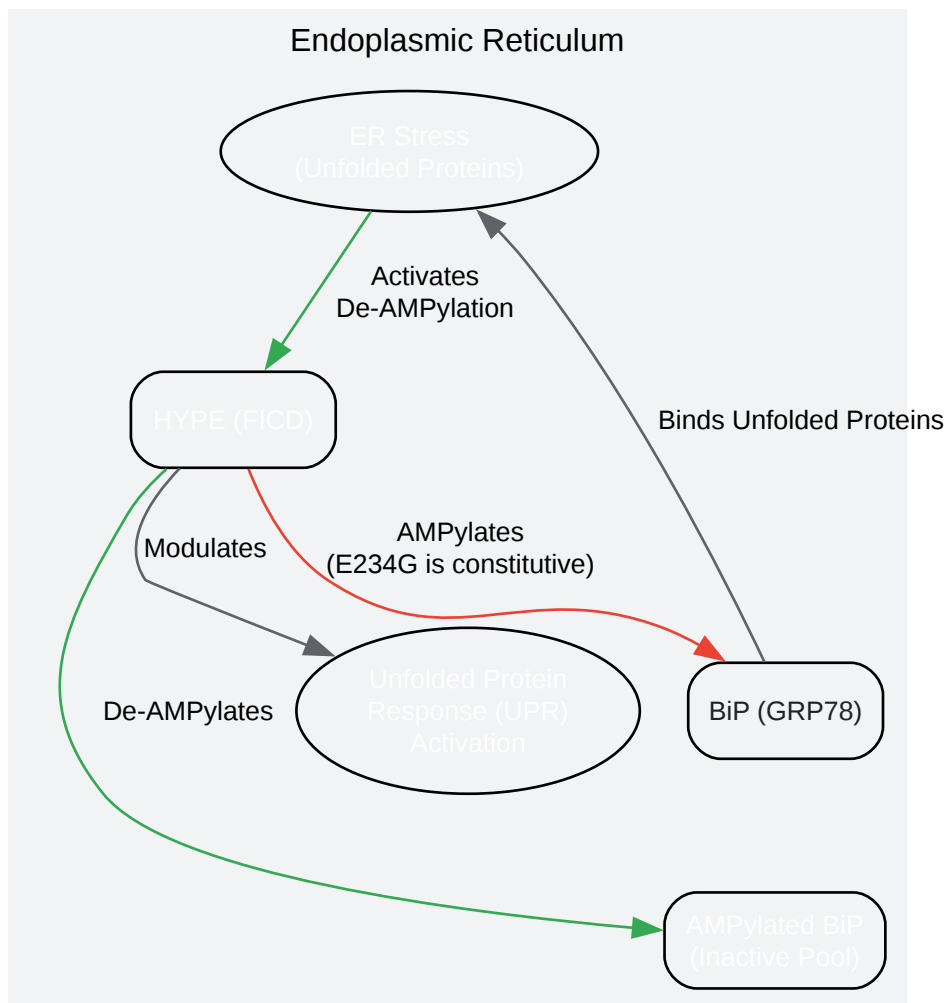 Endoplasmic Reticulum
ER Stress
(Unfolded Proteins)
Activates
De-AMPylation
HYPE (FICD)
Binds Unfolded Proteins
AMPylates
(E234G is constitutive)
Modulates
Unfolded Protein
Response (UPR)
Activation
De-AMPylates
BiP (GRP78)
AMPylated BiP
(Inactive Pool)